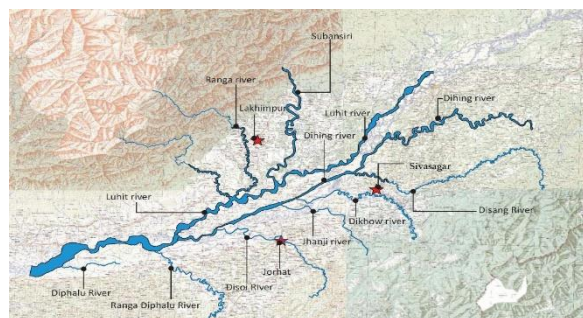 Subansiri
Ranga river
Lakhimpur
Luhit river
Dihing river
Dihing river
Sivasagar
Luhit river
Dikhow river
Disang River
Jhanji river
Jorhat
Disoi River
Diphalu River
Ranga Diphalu River